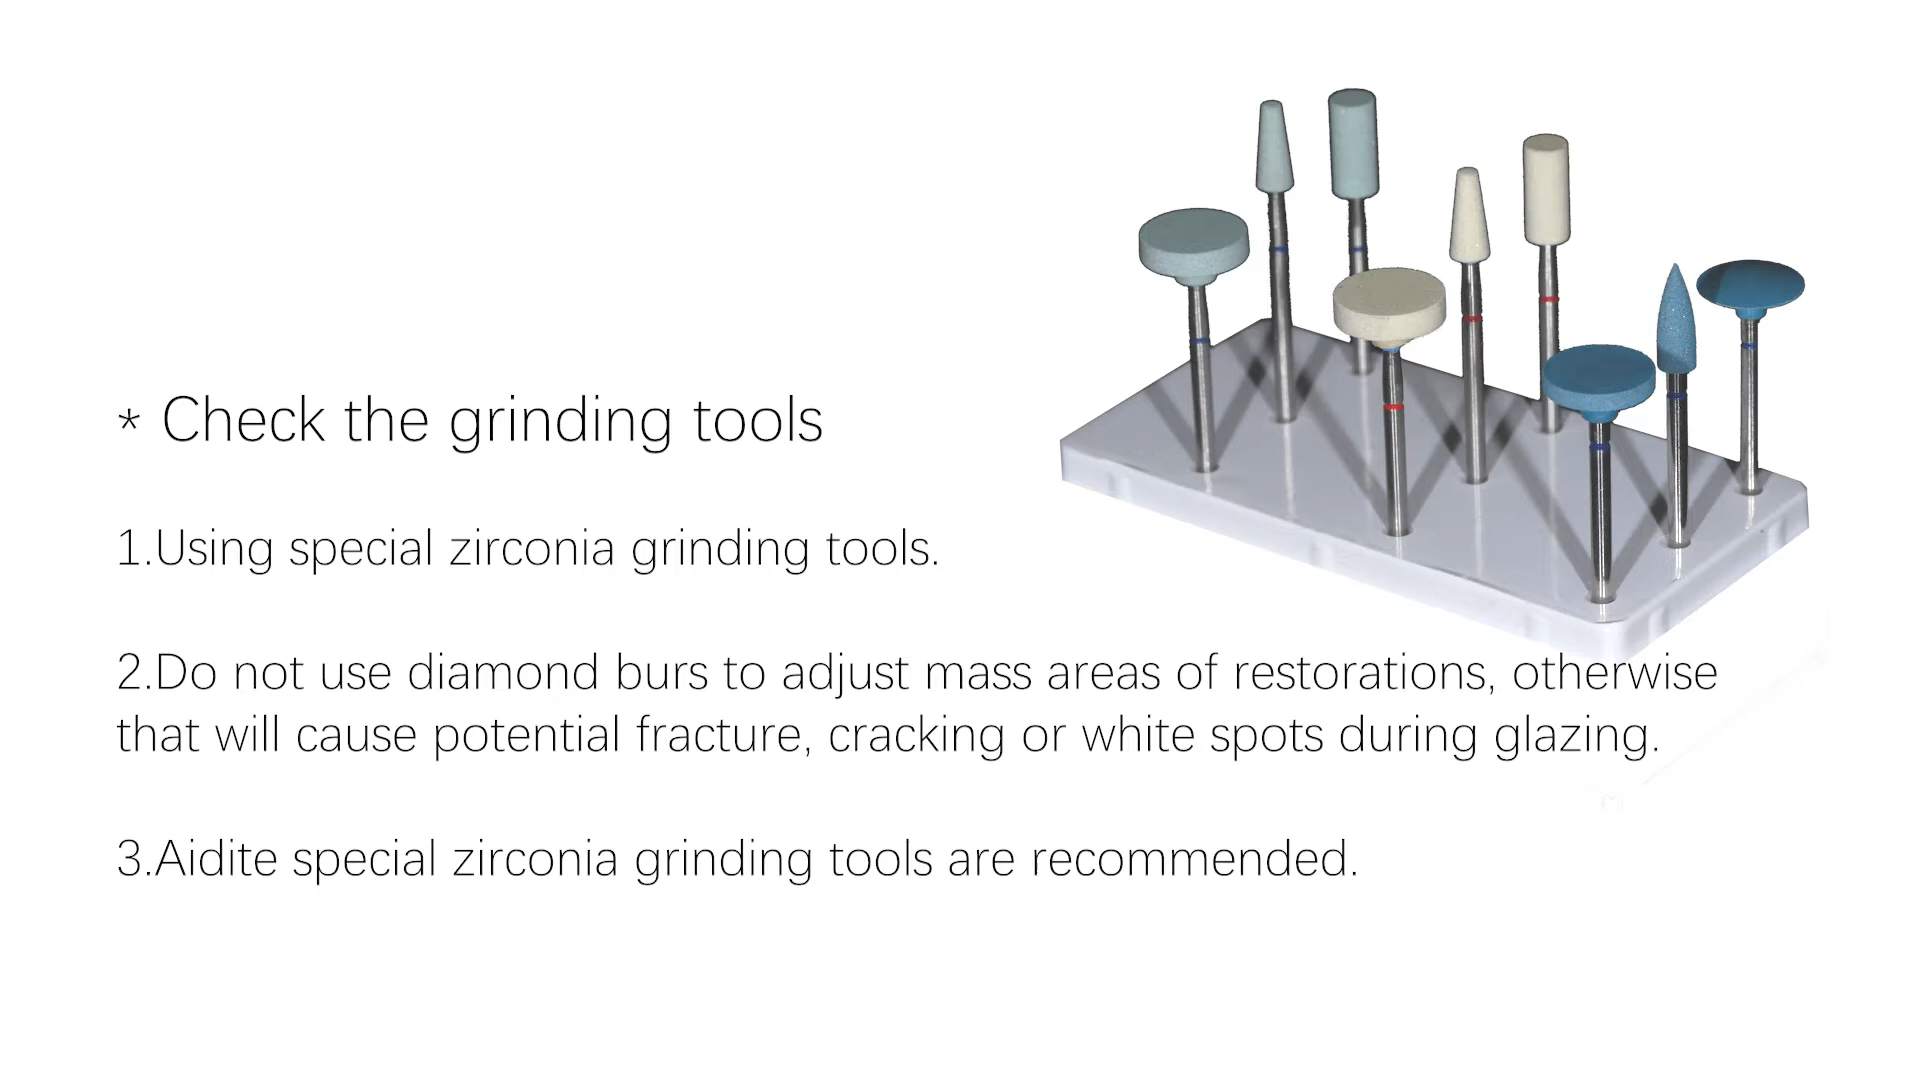 * Check the grinding tools
1.Using special zirconia grinding tools.
2.Do not use diamond burs to adjust mass areas of restorations, otherwise
that will cause potential fracture, cracking or white spots during glazing.
3.Aidite special zirconia grinding tools are recommended.